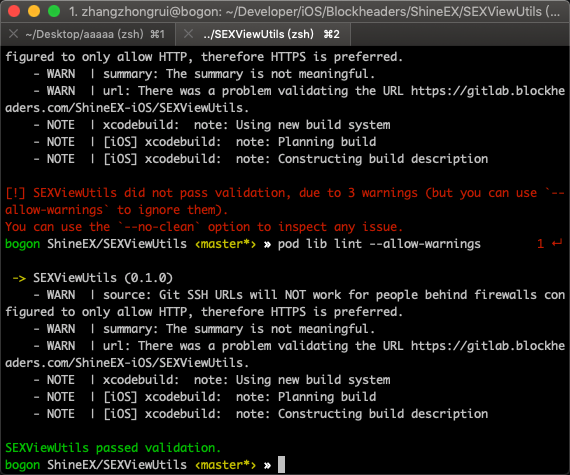 1. zhangzhongrui@bogon: ~/Developer/iOS/Blockheaders/ShineEX/SEXViewUtils (...
~/Desktop/aaaaa (zsh) ⌘1
../SEXViewUtils (zsh) ⌘2
figured to only allow HTTP, therefore HTTPS is preferred.
- WARN | summary: The summary is not meaningful.
- WARN | url: There was a problem validating the URL https://gitlab.blockhe
aders.com/ShineEX-iOS/SEXViewUtils.
- NOTE | xcodebuild: note: Using new build system
- NOTE | [iOS] xcodebuild: note: Planning build
- NOTE | [iOS] xcodebuild: note: Constructing build description
[!] SEXViewUtils did not pass validation, due to 3 warnings (but you can use `--
allow-warnings` to ignore them).
You can use the `--no-clean` option to inspect any issue.
bogon ShineEX/SEXViewUtils ‹master*› » pod lib lint --allow-warnings 1 ↵
-> SEXViewUtils (0.1.0)
- WARN | source: Git SSH URLs will NOT work for people behind firewalls con
figured to only allow HTTP, therefore HTTPS is preferred.
- WARN | summary: The summary is not meaningful.
- WARN | url: There was a problem validating the URL https://gitlab.blockhe
aders.com/ShineEX-iOS/SEXViewUtils.
- NOTE | xcodebuild: note: Using new build system
- NOTE | [iOS] xcodebuild: note: Planning build
- NOTE | [iOS] xcodebuild: note: Constructing build description
SEXViewUtils passed validation.
bogon ShineEX/SEXViewUtils ‹master*› »